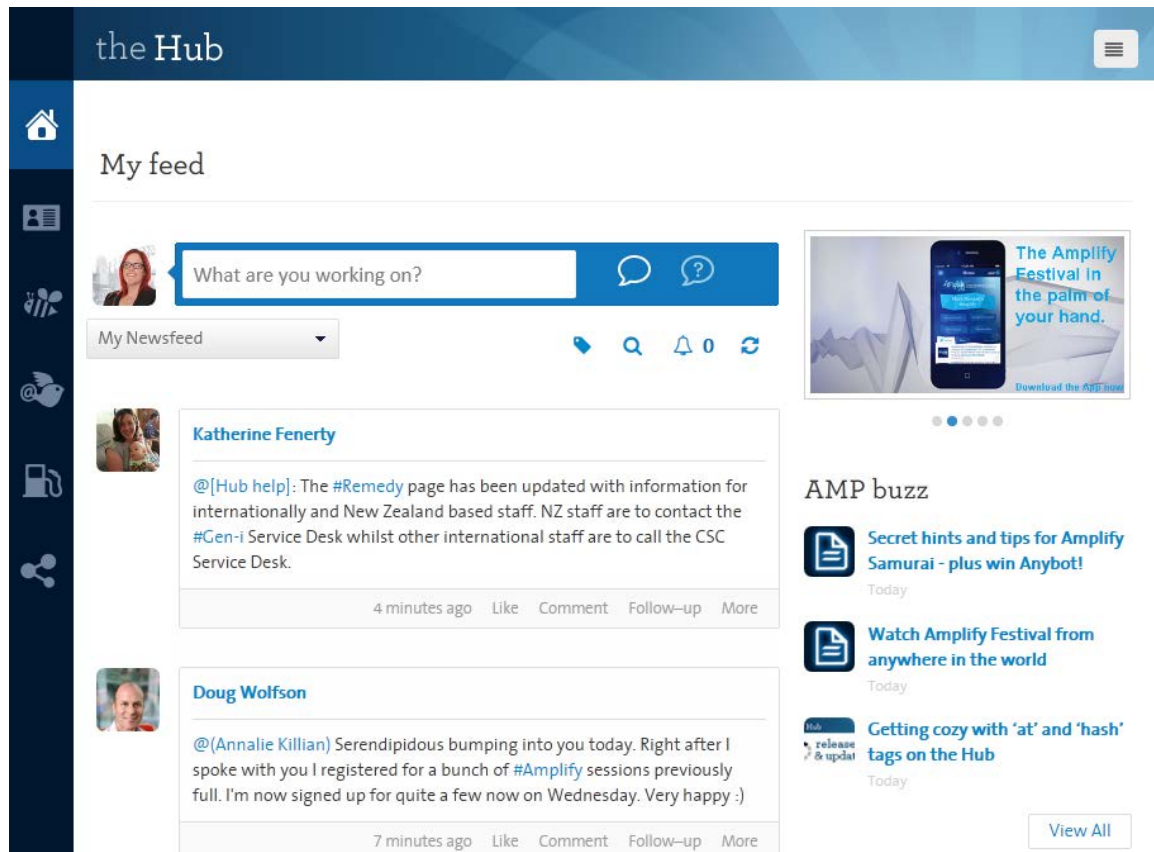 the Hub
My feed
What are you working on?
My Newsfeed
0
Katherine Fenerty
@[Hub help]: The #Remedy page has been updated with information for
internationally and New Zealand based staff. NZ staff are to contact the
#Gen-i Service Desk whilst other international staff are to call the CSC
Service Desk.
4 minutes ago Like Comment Follow–up More
Doug Wolfson
@(Annalie Killian) Serendipidous bumping into you today. Right after I
spoke with you I registered for a bunch of #Amplify sessions previously
full. I'm now signed up for quite a few now on Wednesday. Very happy :)
7 minutes ago Like Comment Follow–up More
The Amplify
Festival in
the palm of
your hand.
Download the App now
AMP buzz
Secret hints and tips for Amplify
Samurai - plus win Anybot!
Today
Watch Amplify Festival from
anywhere in the world
Today
Hub
release
& updat
Getting cozy with ‘at’ and ‘hash’
tags on the Hub
Today
View All